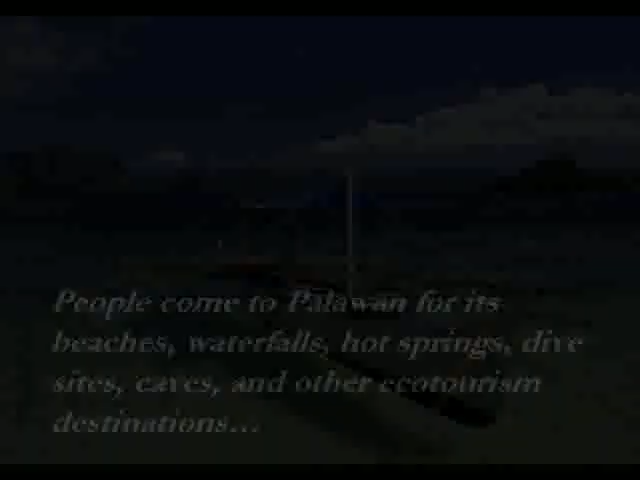 People come to Palawan for its
beaches, waterfalls, hot springs, dive
sites, caves, and other ecotourism
destinations...